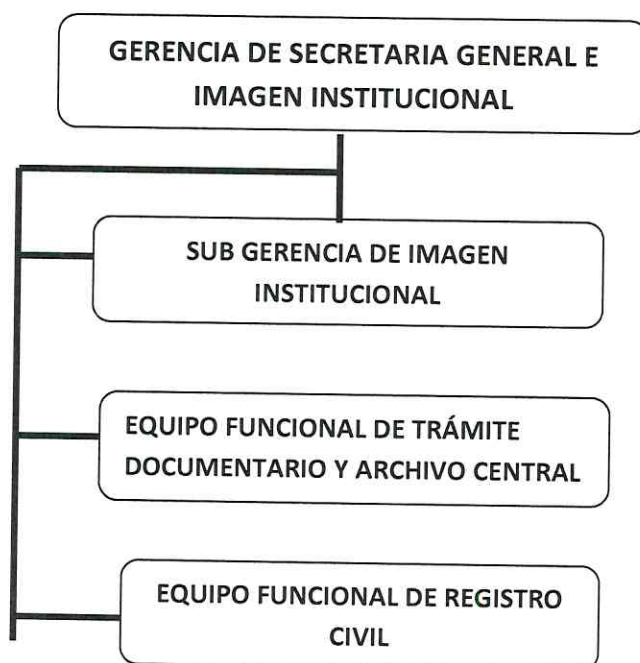 GERENCIA DE SECRETARIA GENERAL E
IMAGEN INSTITUCIONAL
SUB GERENCIA DE IMAGEN
INSTITUCIONAL
EQUIPO FUNCIONAL DE TRÁMITE
DOCUMENTARIO Y ARCHIVO CENTRAL
EQUIPO FUNCIONAL DE REGISTRO
CIVIL